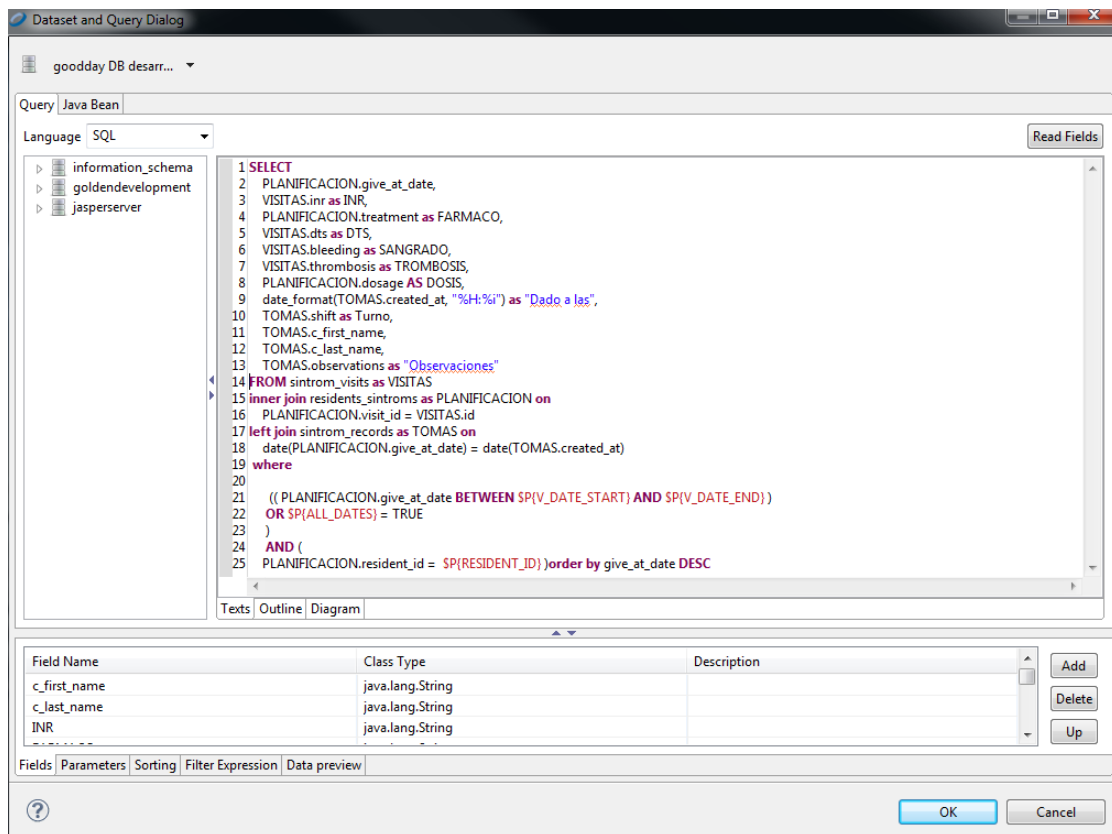 Dataset and Query Dialog
goodday DB desarr...
Query Java Bean
Language SQL Read Fields
information_schema
goldendevelopment
jasperserver
1 SELECT
2 PLANIFICACION.give_at_date,
3 VISITAS.inr as INR,
4 PLANIFICACION.treatment as FARMACO,
5 VISITAS.dts as DTS,
6 VISITAS.bleeding as SANGRADO,
7 VISITAS.thrombosis as TROMBOSIS,
8 PLANIFICACION.dosage AS DOSIS,
9 date_format(TOMAS.created_at, "%H:%i") as "Dado a las",
10 TOMAS.shift as Turno,
11 TOMAS.c_first_name,
12 TOMAS.c_last_name,
13 TOMAS.observations as "Observaciones"
14 FROM sintrom_visits as VISITAS
15 inner join residents_sintroms as PLANIFICACION on
16 PLANIFICACION.visit_id = VISITAS.id
17 left join sintrom_records as TOMAS on
18 date(PLANIFICACION.give_at_date) = date(TOMAS.created_at)
19 where
20
21 (( PLANIFICACION.give_at_date BETWEEN $P{V_DATE_START} AND $P{V_DATE_END} )
22 OR $P{ALL_DATES} = TRUE
23 )
24 AND (
25 PLANIFICACION.resident_id = $P{RESIDENT_ID} )order by give_at_date DESC
Texts Outline Diagram
Field Name Class Type Description
c_first_name java.lang.String
c_last_name java.lang.String
INR java.lang.String
Add
Delete
Up
Fields Parameters Sorting Filter Expression Data preview
? OK Cancel